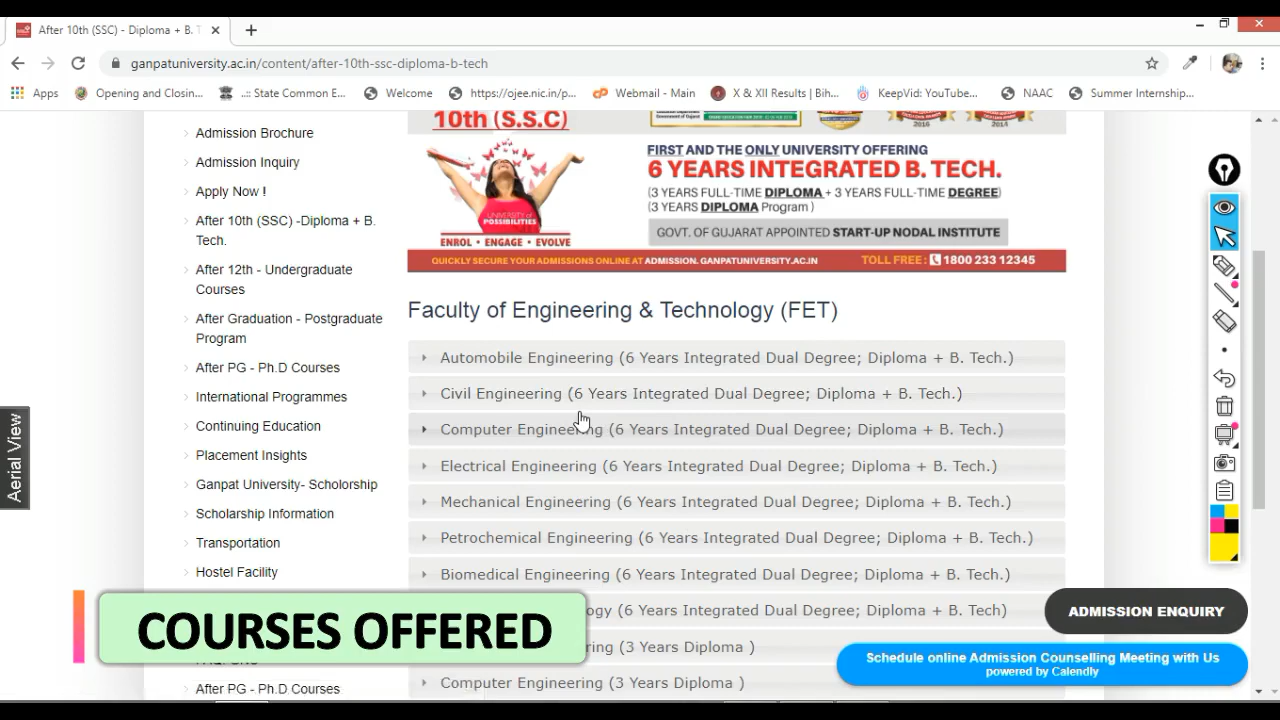 After 10th (SSC) - Diploma + B. T
ganpatuniversity.ac.in/content/after-10th-ssc-diploma-b-tech
Apps
Opening and Closin...
..:: State Common E...
Welcome
https://ojee.nic.in/p...
Webmail - Main
X & XII Results | Bih...
KeepVid: YouTube...
NAAC
Summer Internship...
Admission Brochure
Admission Inquiry
Apply Now !
After 10th (SSC) -Diploma + B. Tech.
After 12th - Undergraduate
Courses
After Graduation - Postgraduate
Program
After PG - Ph.D Courses
International Programmes
Continuing Education
Placement Insights
Ganpat University- Scholarship
Scholarship Information
Transportation
Hostel Facility
After PG - Ph.D Courses
10th (S.S.C)
2016
2014
UNIVERSITY of
POSSIBILITIES
ENROL • ENGAGE • EVOLVE
FIRST AND THE ONLY UNIVERSITY OFFERING
6 YEARS INTEGRATED B. TECH.
(3 YEARS FULL-TIME DIPLOMA + 3 YEARS FULL-TIME DEGREE)
(3 YEARS DIPLOMA Program )
GOVT. OF GUJARAT APPOINTED START-UP NODAL INSTITUTE
QUICKLY SECURE YOUR ADMISSIONS ONLINE AT ADMISSION. GANPATUNIVERSITY.AC.IN
TOLL FREE : 1800 233 12345
Faculty of Engineering & Technology (FET)
Automobile Engineering (6 Years Integrated Dual Degree; Diploma + B. Tech.)
Civil Engineering (6 Years Integrated Dual Degree; Diploma + B. Tech.)
Computer Engineering (6 Years Integrated Dual Degree; Diploma + B. Tech.)
Electrical Engineering (6 Years Integrated Dual Degree; Diploma + B. Tech.)
Mechanical Engineering (6 Years Integrated Dual Degree; Diploma + B. Tech.)
Petrochemical Engineering (6 Years Integrated Dual Degree; Diploma + B. Tech.)
Biomedical Engineering (6 Years Integrated Dual Degree; Diploma + B. Tech.)
(6 Years Integrated Dual Degree; Diploma + B. Tech)
(3 Years Diploma )
Computer Engineering (3 Years Diploma )
Aerial View
COURSES OFFERED
ADMISSION ENQUIRY
Schedule online Admission Counselling Meeting with Us
powered by Calendly